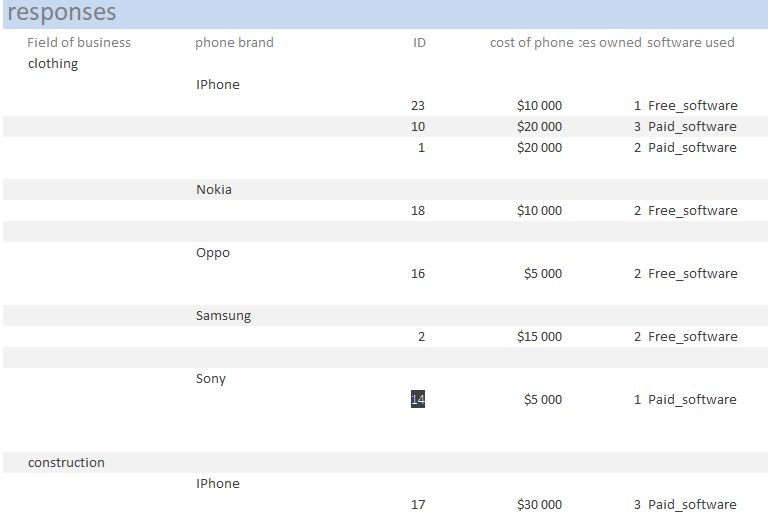 responses
Field of business phone brand ID cost of phone ces owned software used
clothing
IPhone
23 $10 000 1 Free_software
10 $20 000 3 Paid_software
1 $20 000 2 Paid_software
Nokia
18 $10 000 2 Free_software
Oppo
16 $5 000 2 Free_software
Samsung
2 $15 000 2 Free_software
Sony
14 $5 000 1 Paid_software
construction
IPhone
17 $30 000 3 Paid_software